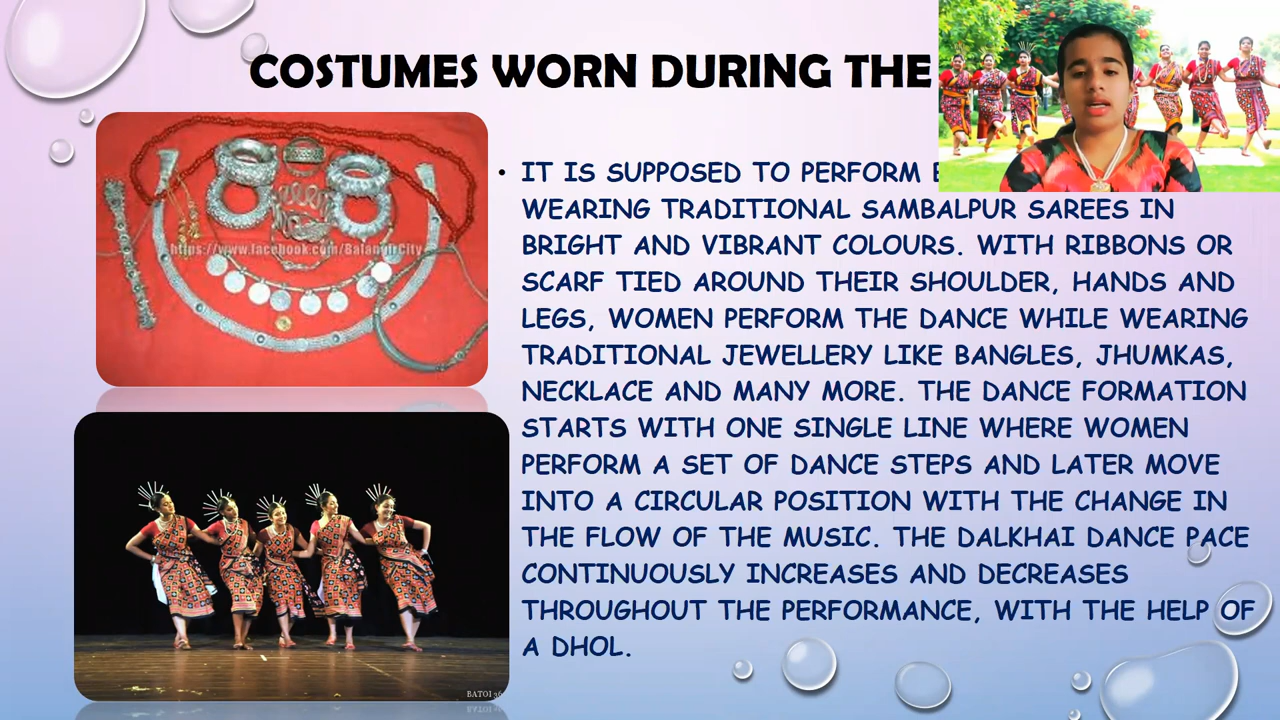 COSTUMES WORN DURING THE
https://www.facebook.com/BalangirCity
• IT IS SUPPOSED TO PERFORM
WEARING TRADITIONAL SAMBALPUR SAREES IN
BRIGHT AND VIBRANT COLOURS. WITH RIBBONS OR
SCARF TIED AROUND THEIR SHOULDER, HANDS AND
LEGS, WOMEN PERFORM THE DANCE WHILE WEARING
TRADITIONAL JEWELLERY LIKE BANGLES, JHUMKAS,
NECKLACE AND MANY MORE. THE DANCE FORMATION
STARTS WITH ONE SINGLE LINE WHERE WOMEN
PERFORM A SET OF DANCE STEPS AND LATER MOVE
INTO A CIRCULAR POSITION WITH THE CHANGE IN
THE FLOW OF THE MUSIC. THE DALKHAI DANCE PACE
CONTINUOUSLY INCREASES AND DECREASES
THROUGHOUT THE PERFORMANCE, WITH THE HELP OF
A DHOL.
BATOI